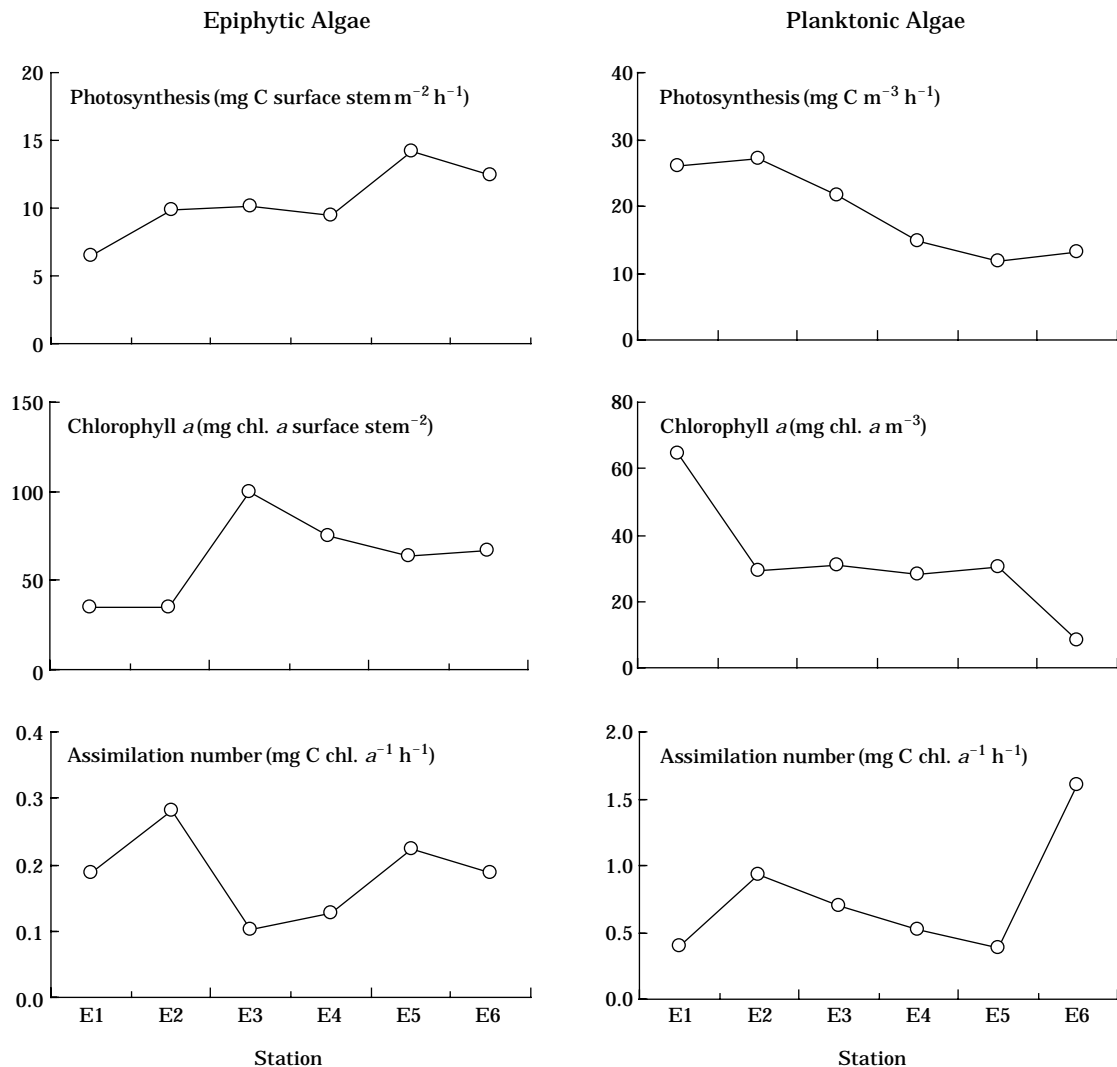 Epiphytic Algae
Planktonic Algae
Photosynthesis (mg C surface stem m⁻² h⁻¹)
20
15
10
5
0
Photosynthesis (mg C m⁻³ h⁻¹)
40
30
20
10
0
Chlorophyll a (mg chl. a surface stem⁻²)
150
100
50
0
Chlorophyll a (mg chl. a m⁻³)
80
60
40
20
0
Assimilation number (mg C chl. a⁻¹ h⁻¹)
0.4
0.3
0.2
0.1
0.0
E1 E2 E3 E4 E5 E6
Station
Assimilation number (mg C chl. a⁻¹ h⁻¹)
2.0
1.5
1.0
0.5
0.0
E1 E2 E3 E4 E5 E6
Station